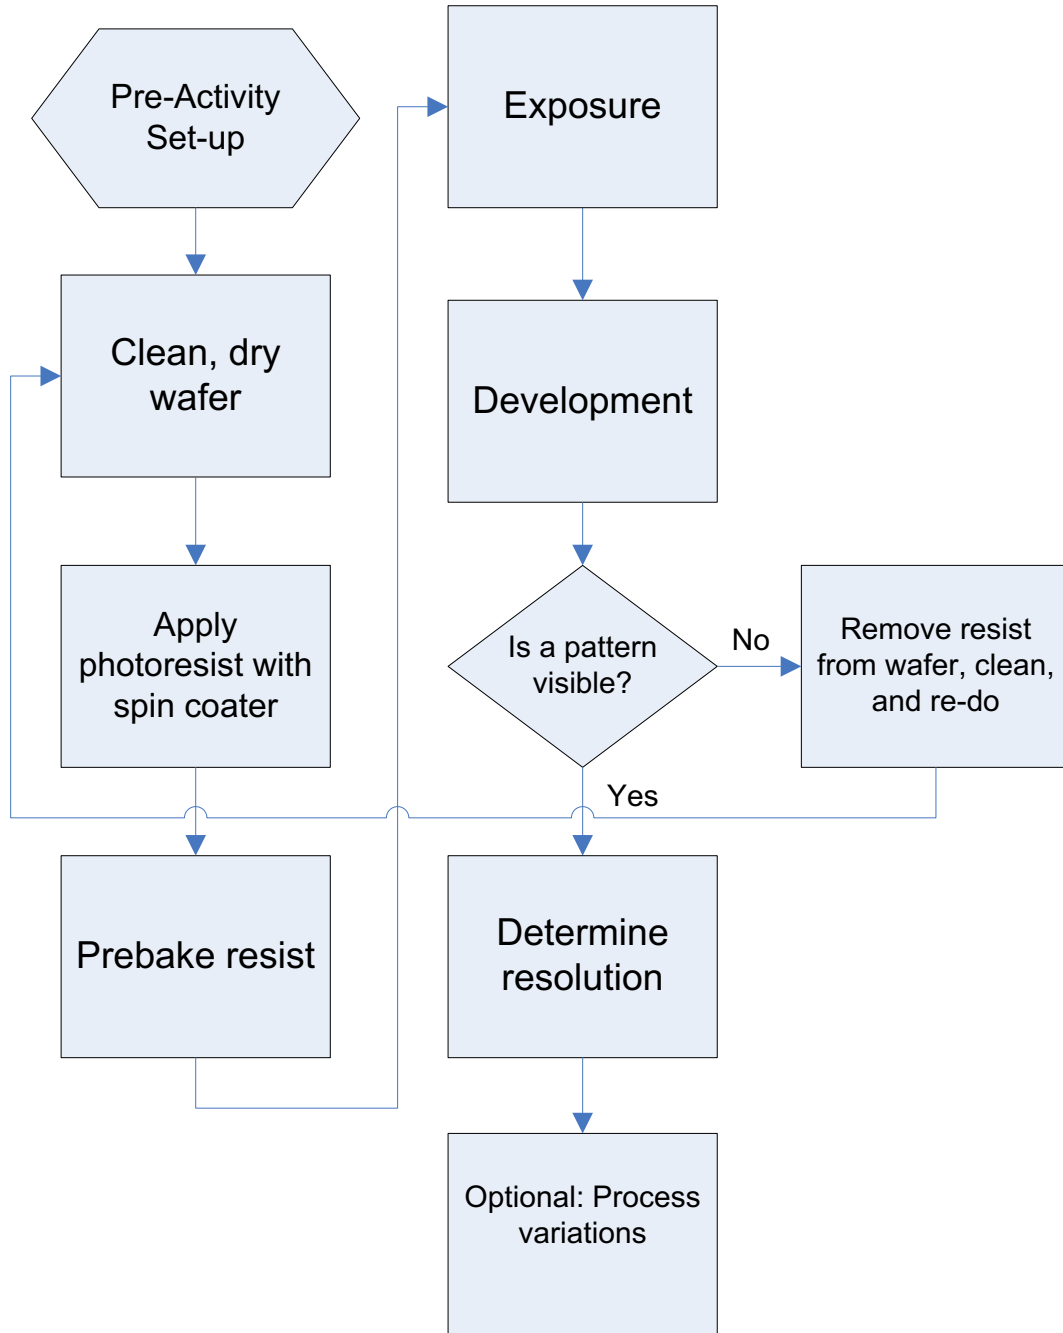 Pre-Activity
Set-up
Clean, dry
wafer
Apply
photoresist with
spin coater
Prebake resist
Exposure
Development
Is a pattern
visible?
No
Remove resist
from wafer, clean,
and re-do
Yes
Determine
resolution
Optional: Process
variations